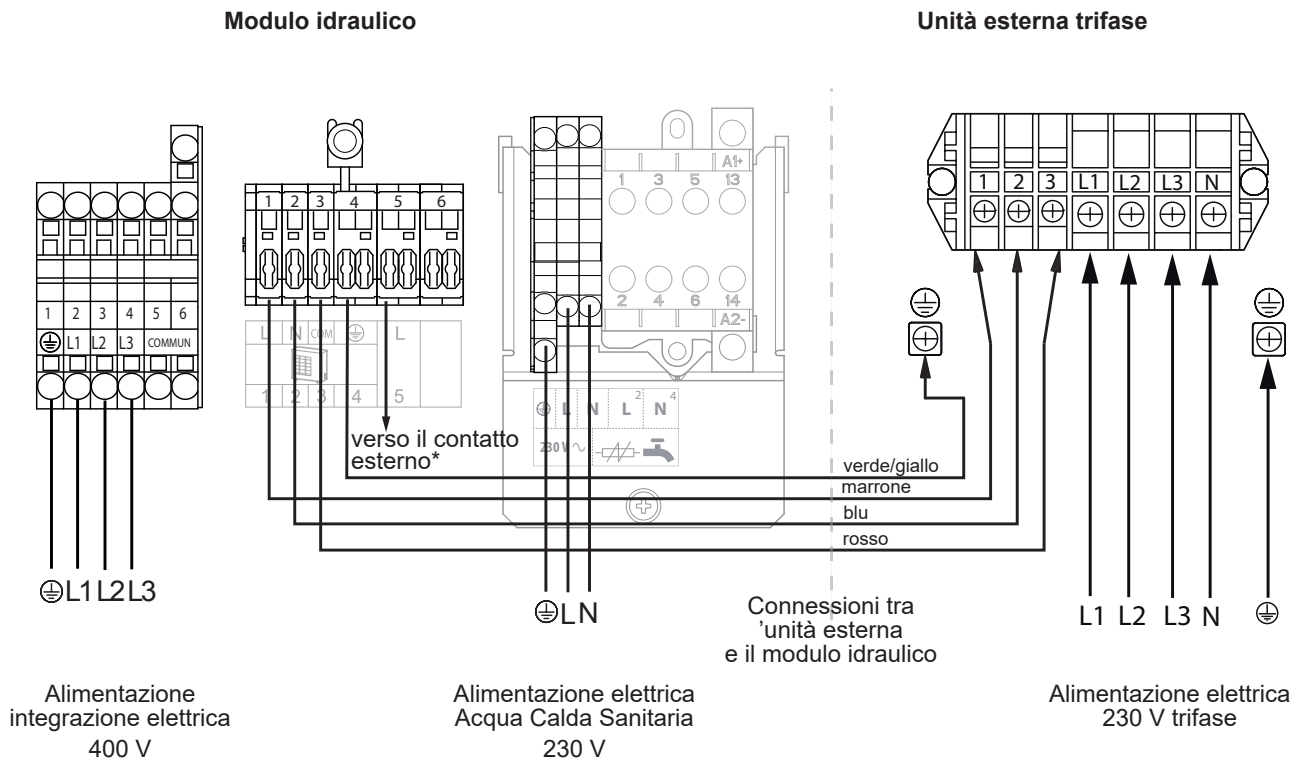 Modulo idraulico
Unità esterna trifase
1 2 3 4 5 6
L1 L2 L3 COMMUN
L1 L2 L3
Alimentazione
integrazione elettrica
400 V
1 2 3 4 5 6
L N COM L
1 2 3 4 5
verso il contatto
esterno*
A1+
1 3 5 13
2 4 6 14
A2-
L N L 2 N 4
230 V ~
L N
Alimentazione elettrica
Acqua Calda Sanitaria
230 V
verde/giallo
marrone
blu
rosso
Connessioni tra
'unità esterna
e il modulo idraulico
1 2 3 L1 L2 L3 N
L1 L2 L3 N
Alimentazione elettrica
230 V trifase